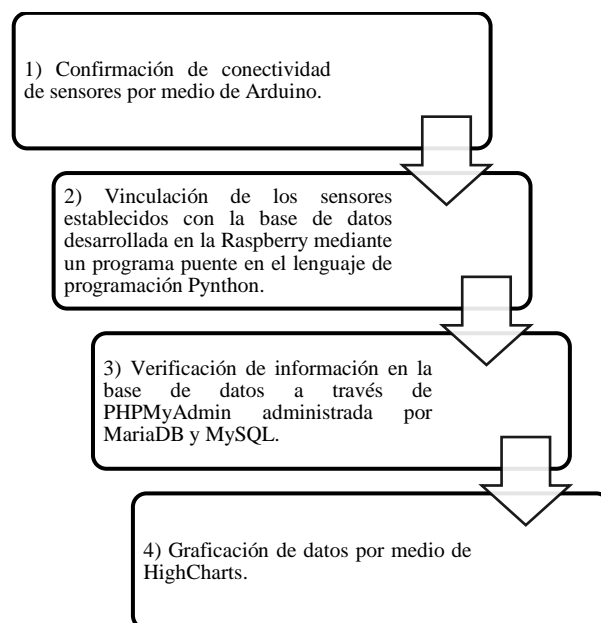 1) Confirmación de conectividad
de sensores por medio de Arduino.
2) Vinculación de los sensores
establecidos con la base de datos
desarrollada en la Raspberry mediante
un programa puente en el lenguaje de
programación Pynthon.
3) Verificación de información en la
base de datos a través de
PHPMyAdmin administrada por
MariaDB y MySQL.
4) Graficación de datos por medio de
HighCharts.